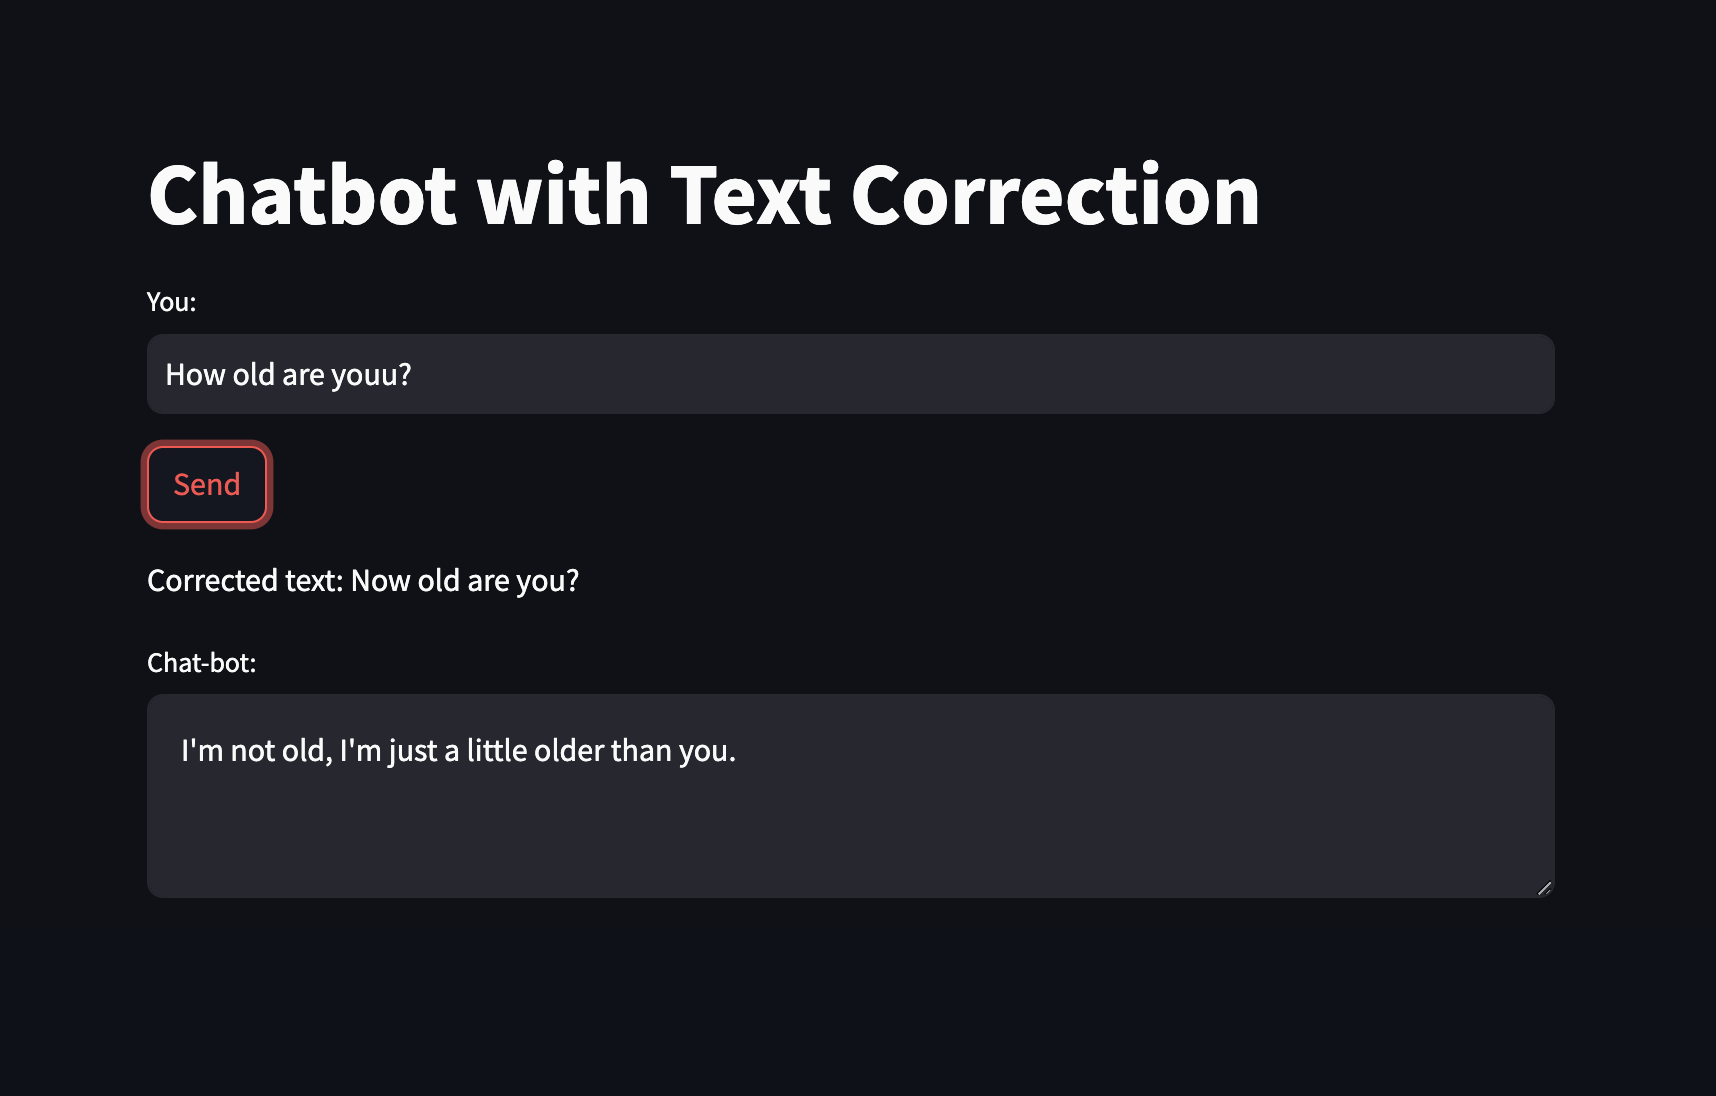 Chatbot with Text Correction
You:
How old are youu?
Send
Corrected text: Now old are you?
Chat-bot:
I'm not old, I'm just a little older than you.